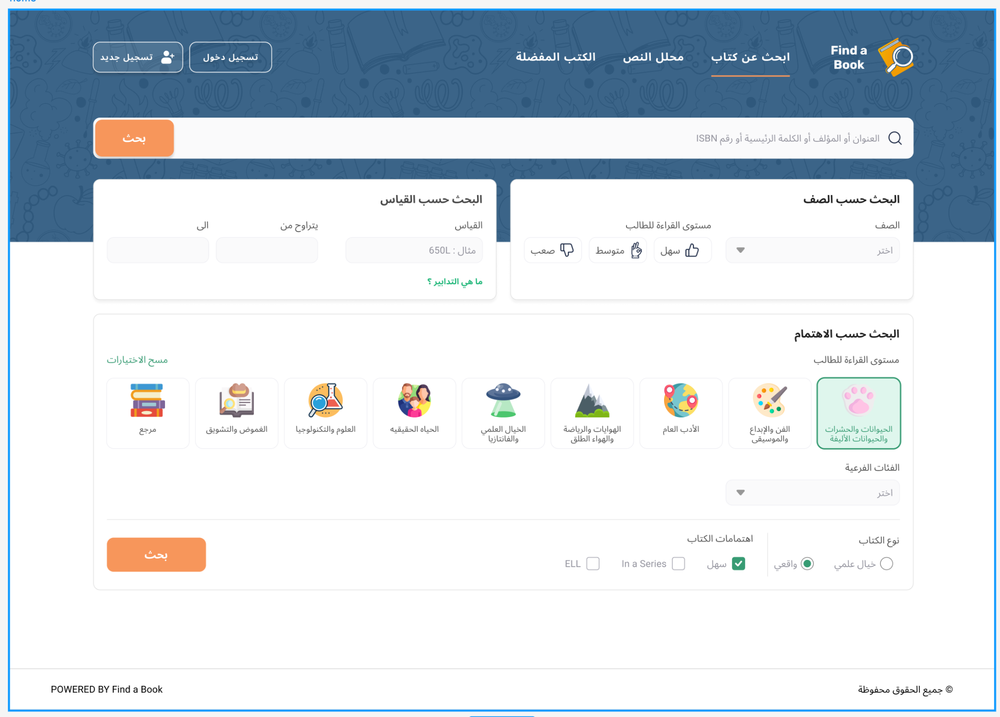 home
Find a
Book
ابحث عن كتاب
محلل النص
الكتب المفضلة
تسجيل دخول
تسجيل جديد
العنوان أو المؤلف أو الكلمة الرئيسية أو رقم ISBN
بحث
البحث حسب الصف
الصف
مستوى القراءة للطالب
اختر
سهل
متوسط
صعب
البحث حسب القياس
القياس
يتراوح من
الى
مثال : 650L
ما هي التدابير ؟
البحث حسب الاهتمام
مستوى القراءة للطالب
مسح الاختيارات
الحيوانات والحشرات
والحيوانات الأليفة
الفن والإبداع
والموسيقى
الأدب العام
الهوايات والرياضة
والهواء الطلق
الخيال العلمي
والفانتازيا
الحياه الحقيقيه
العلوم والتكنولوجيا
الغموض والتشويق
مرجع
الفئات الفرعية
اختر
نوع الكتاب
خيال علمي
واقعي
اهتمامات الكتاب
سهل
In a Series
ELL
بحث
© جميع الحقوق محفوظة
POWERED BY Find a Book